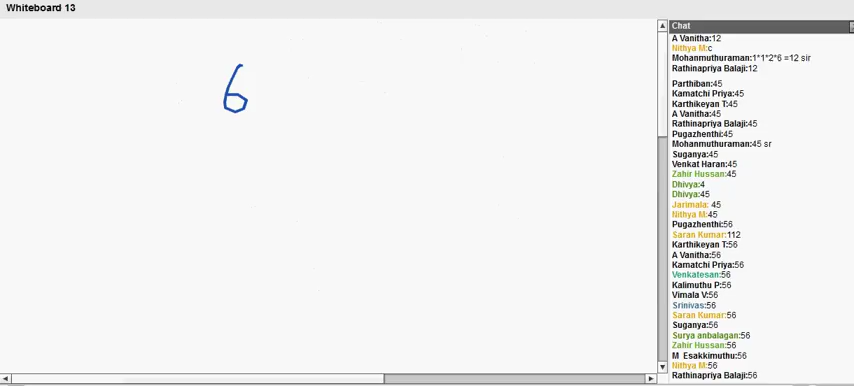 Whiteboard 13
6
Chat
A Vanitha:12
Nithya M:c
Mohanmuthuraman:1*1*2*6 =12 sir
Rathinapriya Balaji:12
Parthiban:45
Kamatchi Priya:45
Karthikeyan T:45
A Vanitha:45
Rathinapriya Balaji:45
Pugazhenthi:45
Mohanmuthuraman:45 sr
Suganya:45
Venkat Haran:45
Zahir Hussan:45
Dhivya:4
Dhivya:45
Jarimala: 45
Nithya M:45
Pugazhenthi:56
Saran Kumar:112
Karthikeyan T:56
A Vanitha:56
Kamatchi Priya:56
Venkatesan:56
Kalimuthu P:56
Vimala V:56
Srinivas:56
Saran Kumar:56
Suganya:56
Surya anbalagan:56
Zahir Hussan:56
M Esakkimuthu:56
Nithya M:56
Rathinapriya Balaji:56